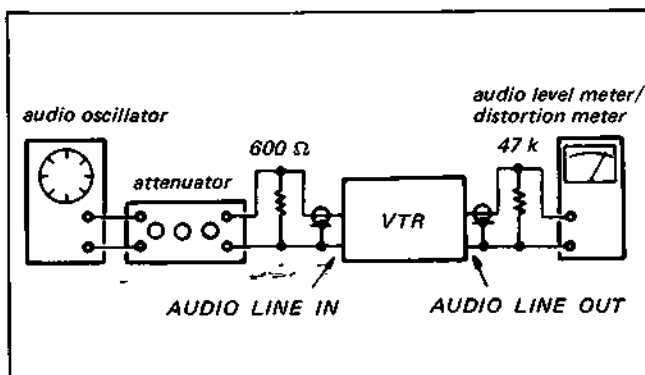 audio oscillator
attenuator
600 Ω
VTR
47 k
audio level meter/
distortion meter
AUDIO LINE IN
AUDIO LINE OUT